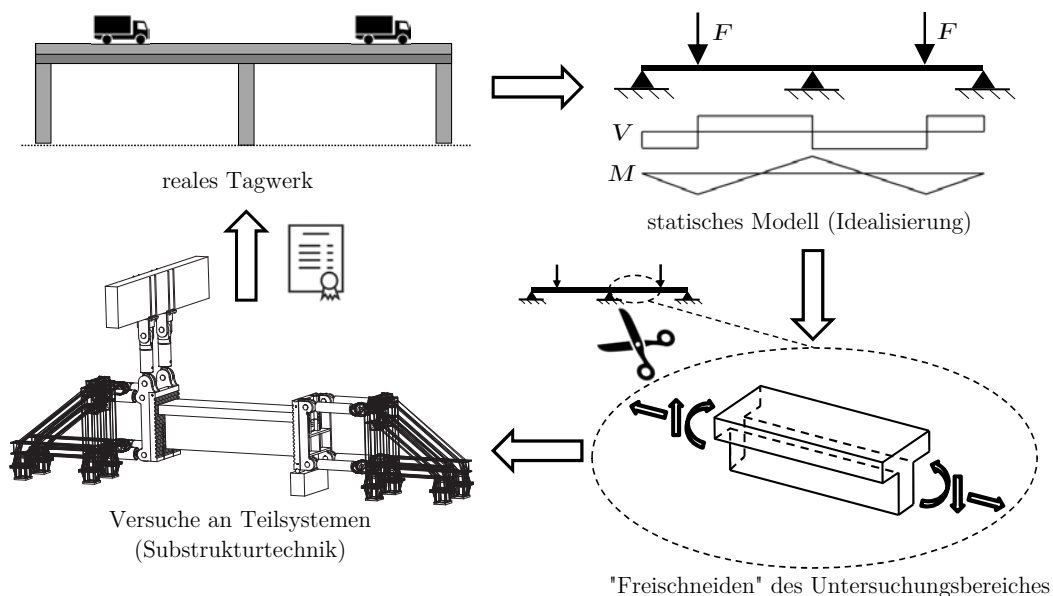 F
F
V
M
reales Tagwerk
statisches Modell (Idealisierung)
Versuche an Teilsystemen
(Substrukturtechnik)
"Freischneiden" des Untersuchungsbereiches